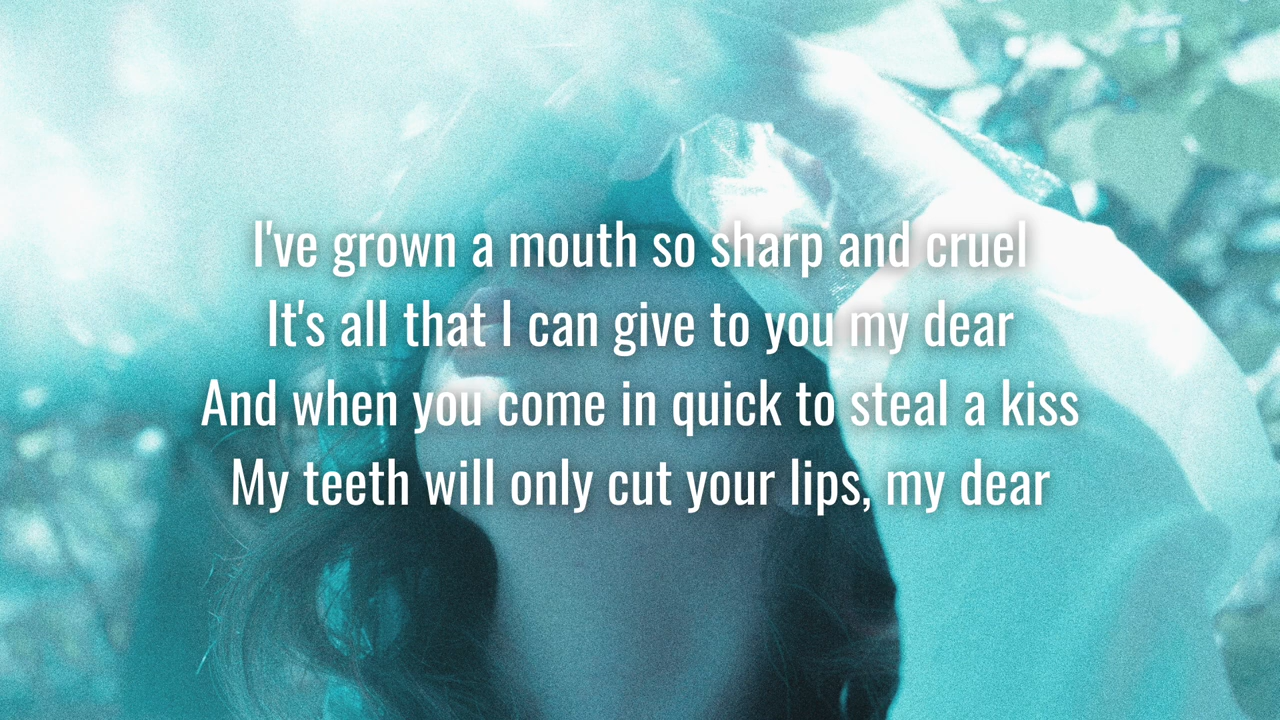 I've grown a mouth so sharp and cruel
It's all that I can give to you my dear
And when you come in quick to steal a kiss
My teeth will only cut your lips, my dear